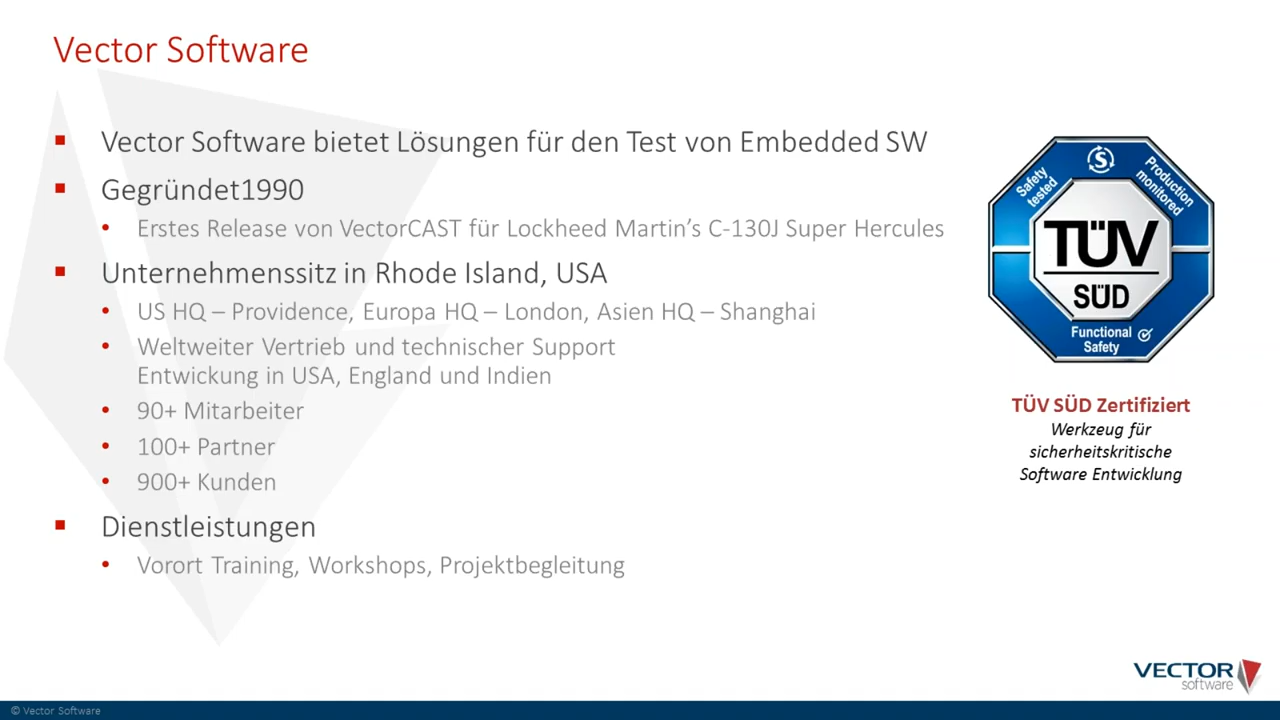 Vector Software
Vector Software bietet Lösungen für den Test von Embedded SW
Gegründet1990
Erstes Release von VectorCAST für Lockheed Martin’s C-130J Super Hercules
Unternehmenssitz in Rhode Island, USA
US HQ – Providence, Europa HQ – London, Asien HQ – Shanghai
Weltweiter Vertrieb und technischer Support
Entwickung in USA, England und Indien
90+ Mitarbeiter
100+ Partner
900+ Kunden
Dienstleistungen
Vorort Training, Workshops, Projektbegleitung
S
Safety
tested
Production
monitored
TÜV
SÜD
Functional
Safety
TÜV SÜD Zertifiziert
Werkzeug für
sicherheitskritische
Software Entwicklung
VECTOR
software
© Vector Software